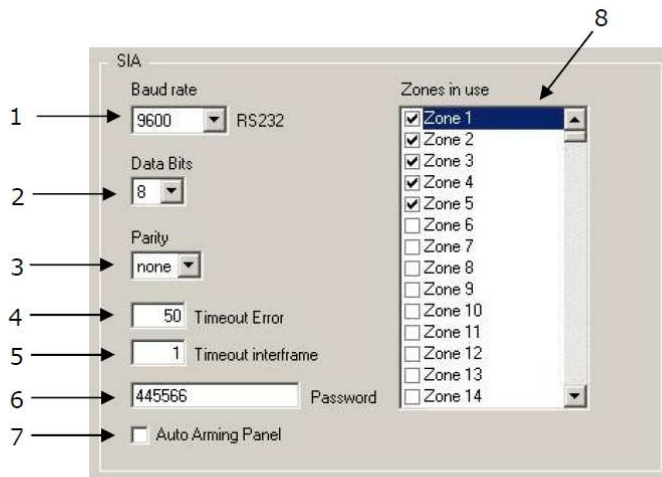 8
SIA
Baud rate
1
9600
RS232
Data Bits
2
8
Parity
3
none
4
50
Timeout Error
5
1
Timeout interframe
6
445566
Password
7
Auto Arming Panel
Zones in use
Zone 1
Zone 2
Zone 3
Zone 4
Zone 5
Zone 6
Zone 7
Zone 8
Zone 9
Zone 10
Zone 11
Zone 12
Zone 13
Zone 14